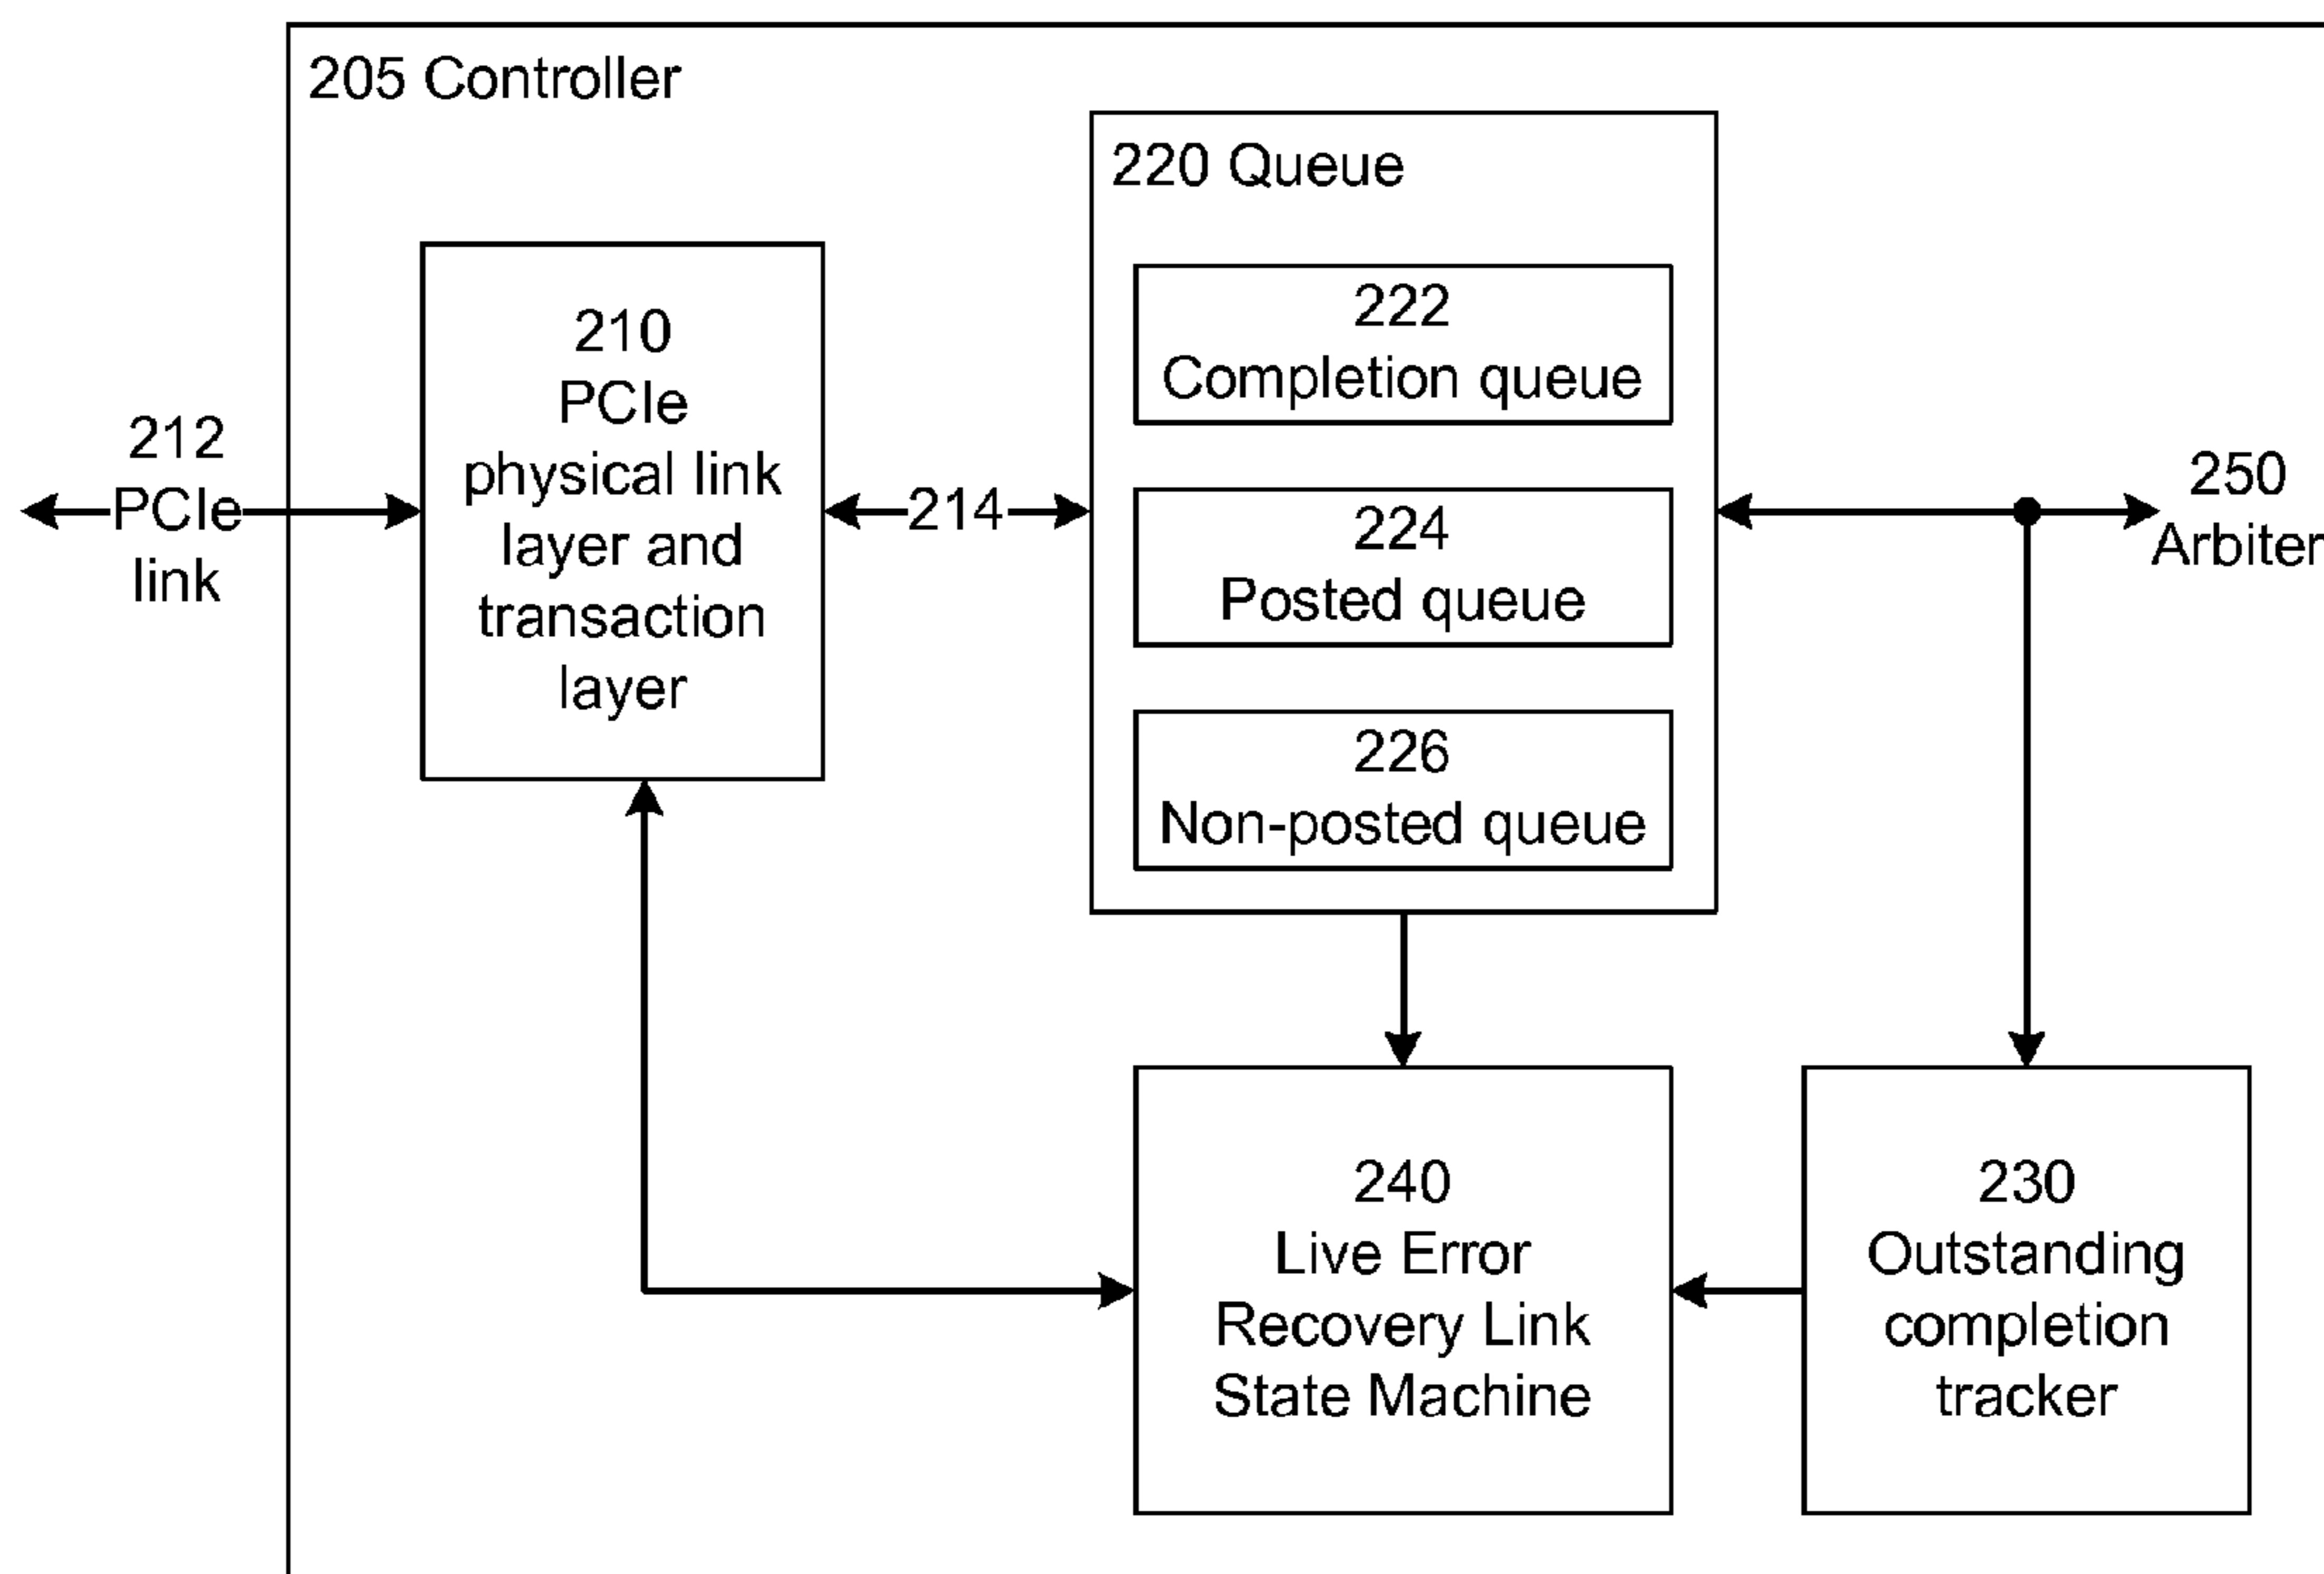 205 Controller
220 Queue
222
Completion queue
210
PCIe
physical link
layer and
transaction
layer
212
PCIe
link
214
224
Posted queue
250
Arbiter
226
Non-posted queue
240
Live Error
Recovery Link
State Machine
230
Outstanding
completion
tracker